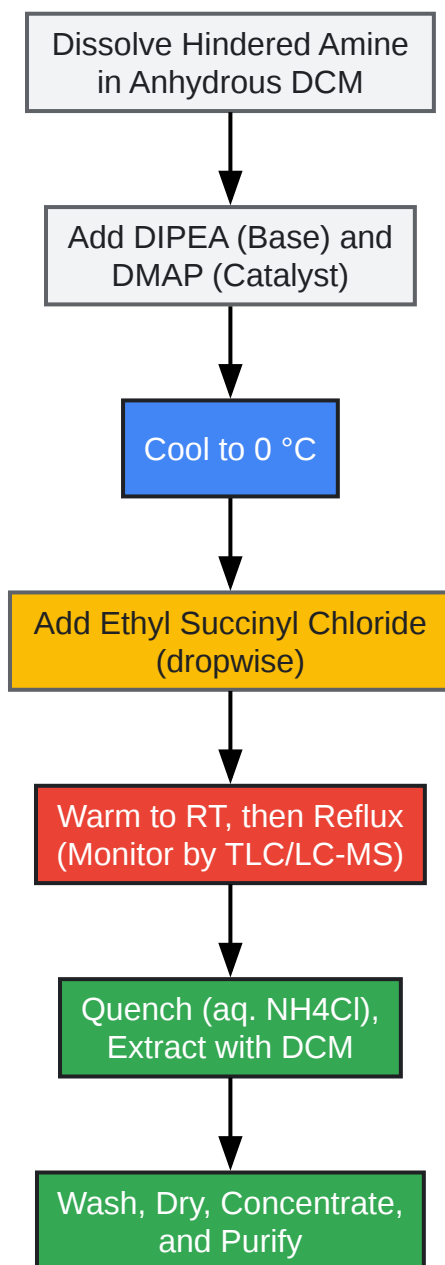 Dissolve Hindered Amine
in Anhydrous DCM
Add DIPEA (Base) and
DMAP (Catalyst)
Cool to 0 °C
Add Ethyl Succinyl Chloride
(dropwise)
Warm to RT, then Reflux
(Monitor by TLC/LC-MS)
Quench (aq. NH4Cl),
Extract with DCM
Wash, Dry, Concentrate,
and Purify